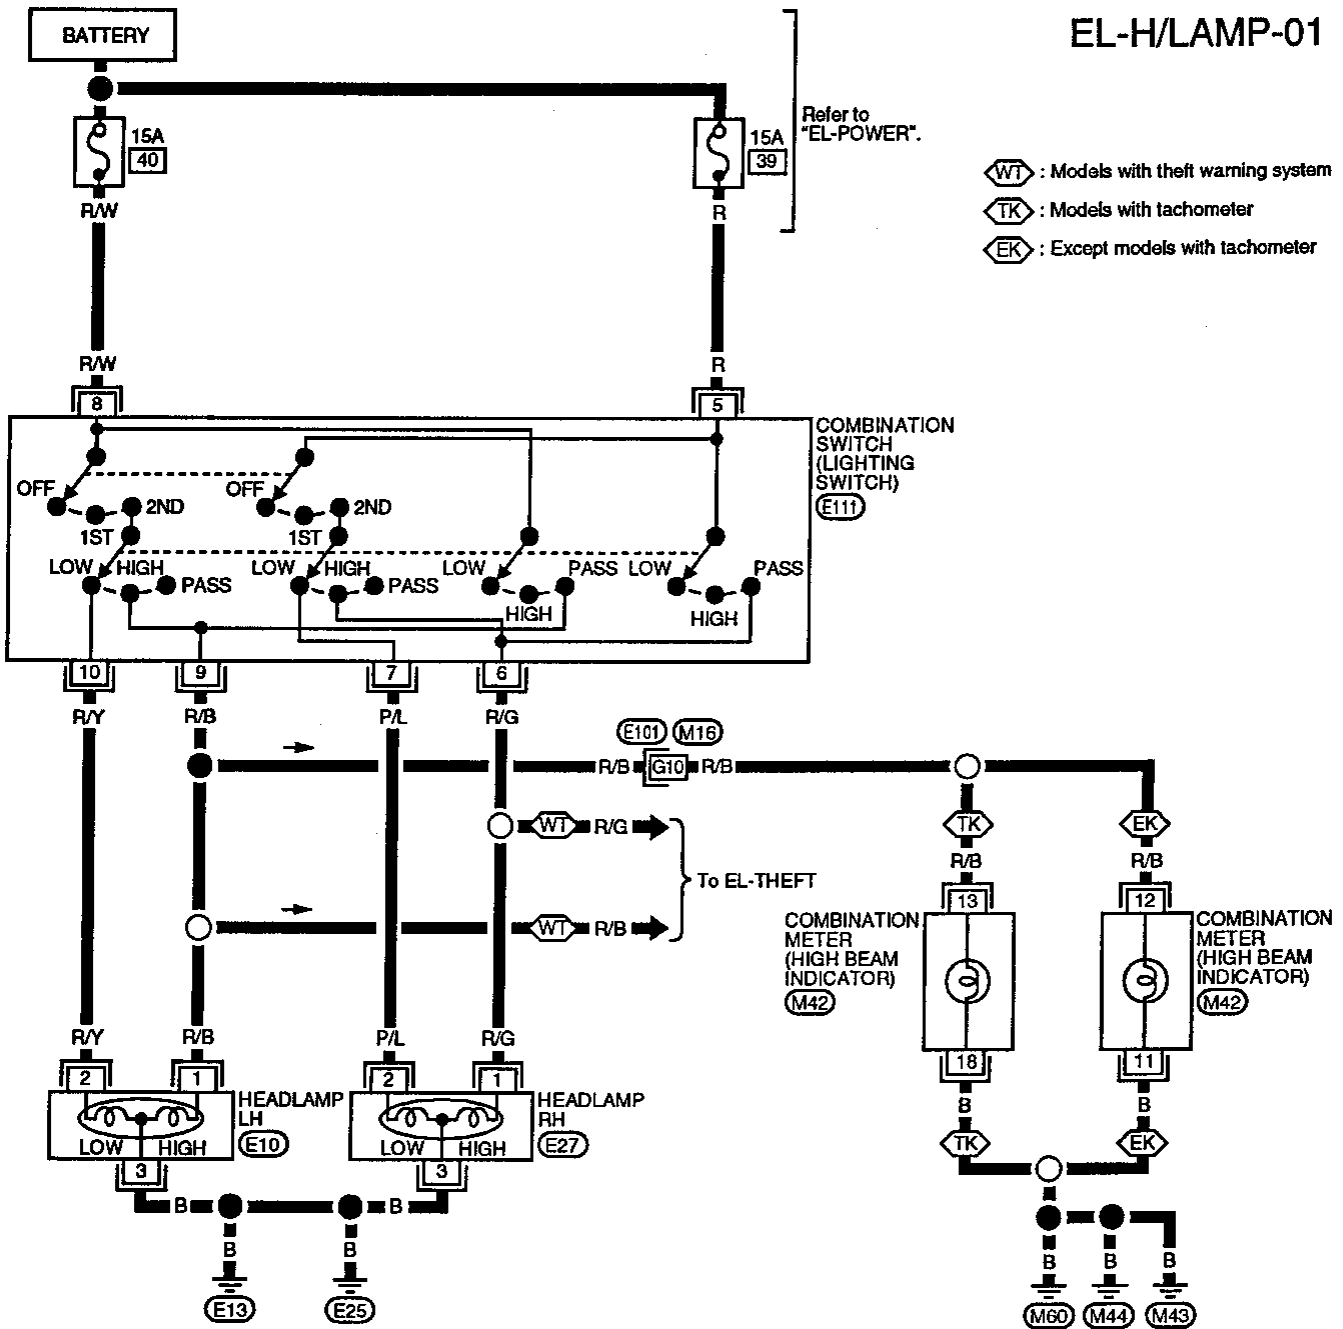 EL-H/LAMP-01
BATTERY
Refer to
"EL-POWER".
15A
40
15A
39
WT : Models with theft warning system
TK : Models with tachometer
EK : Except models with tachometer
R/W
R
R/W
R
8
5
COMBINATION
SWITCH
(LIGHTING
SWITCH)
E111
OFF
1ST
2ND
OFF
1ST
2ND
LOW
HIGH
PASS
LOW
HIGH
PASS
LOW
HIGH
PASS
LOW
HIGH
PASS
10
9
7
6
R/Y
R/B
P/L
R/G
E101
M16
R/B
G10
R/B
WT
R/G
To EL-THEFT
WT
R/B
TK
EK
R/B
R/B
13
12
COMBINATION
METER
(HIGH BEAM
INDICATOR)
M42
COMBINATION
METER
(HIGH BEAM
INDICATOR)
M42
18
11
B
B
TK
EK
R/Y
R/B
P/L
R/G
2
1
2
1
HEADLAMP
LH
E10
HEADLAMP
RH
E27
LOW
HIGH
LOW
HIGH
3
3
B
B
B
B
E13
E25
B
B
B
M60
M44
M43